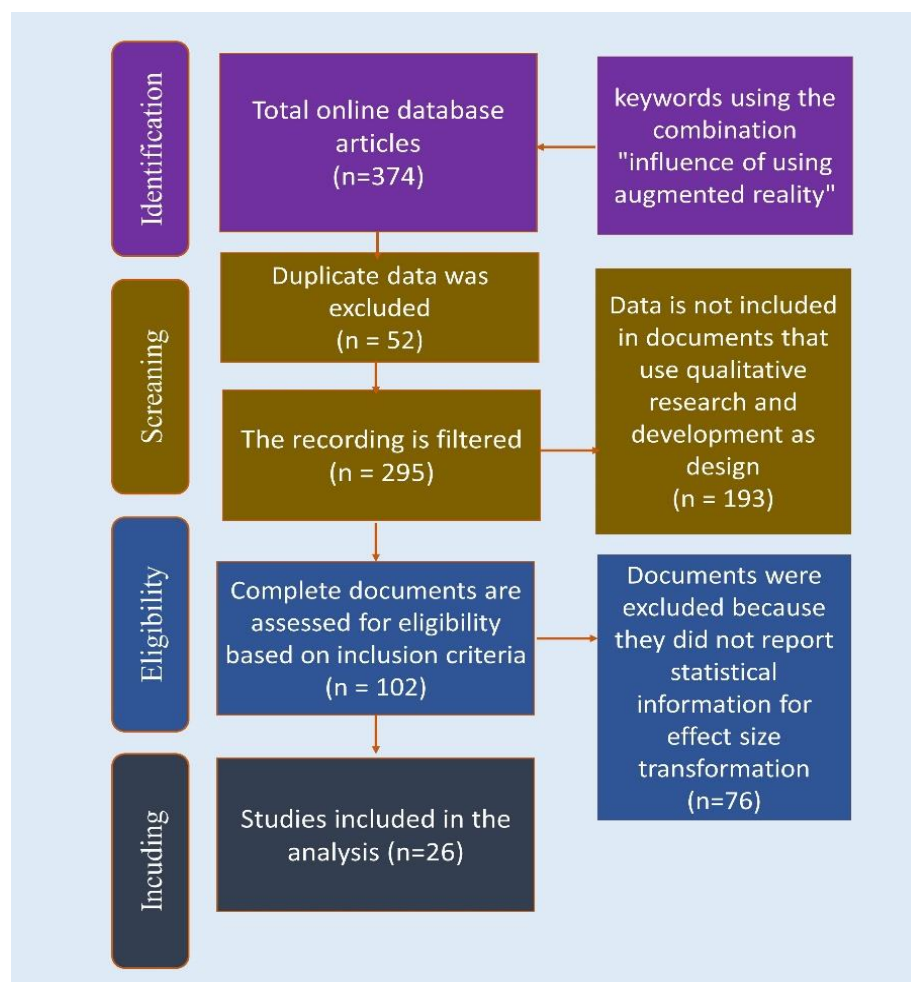 Identification
Total online database
articles
(n=374)
keywords using the
combination
"influence of using
augmented reality"
Screaning
Duplicate data was
excluded
(n = 52)
The recording is filtered
(n = 295)
Data is not included
in documents that
use qualitative
research and
development as
design
(n = 193)
Eligibility
Complete documents are
assessed for eligibility
based on inclusion criteria
(n = 102)
Documents were
excluded because
they did not report
statistical
information for
effect size
transformation
(n=76)
Incuding
Studies included in the
analysis (n=26)